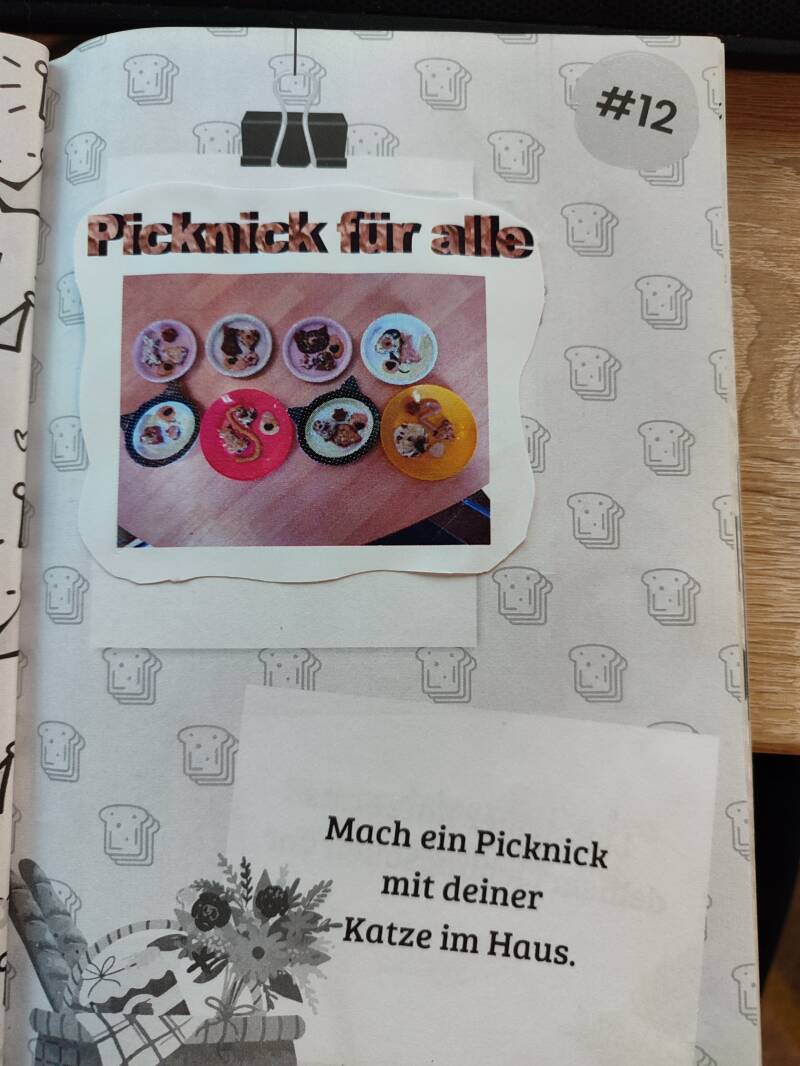 #12
Picknick für alle
Mach ein Picknick
mit deiner
Katze im Haus.